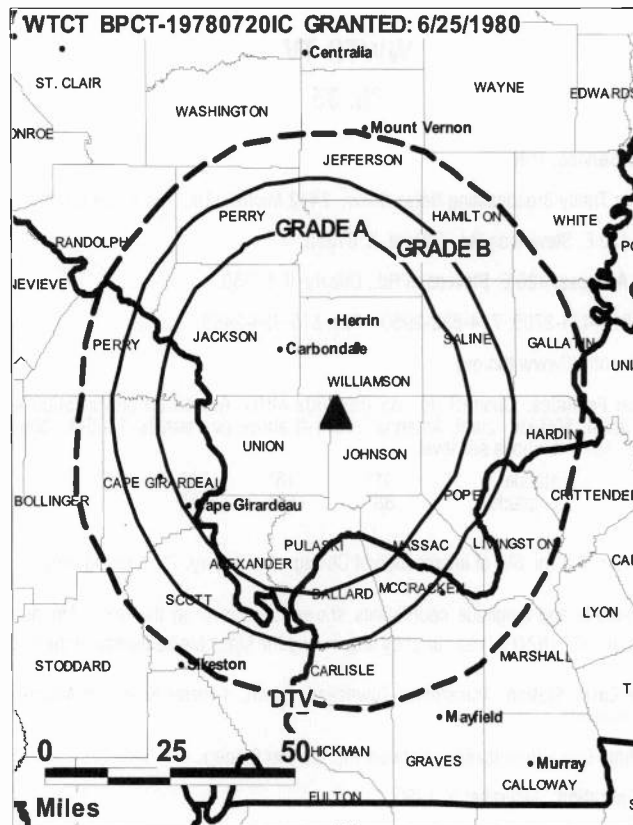 WTCT BPCT-19780720IC GRANTED: 6/25/1980
Centralia
ST. CLAIR
WAYNE
EDWARDS
WASHINGTON
ONROE
Mount Vernon
JEFFERSON
PERRY
HAMILTON
WHITE
RANDOLPH
GRADE A
GRADE B
NEVIEVE
Herrin
PERRY
JACKSON
SALINE
GALLATIN
Carbondale
UNI
WILLIAMSON
HARDIN
UNION
JOHNSON
BOLLINGER
CAPE GIRARDEAU
POPE
CRITTENDEN
Cape Girardeau
PULASKI
MASSAC
LIVINGSTON
CAL
ALEXANDER
BALLARD
MCCRACKEN
SCOTT
LYON
STODDARD
Sikeston
CARLISLE
MARSHALL
DTV
T
Mayfield
0 25 50
HICKMAN
GRAVES
Murray
CALLOWAY
Miles
FULTON
S